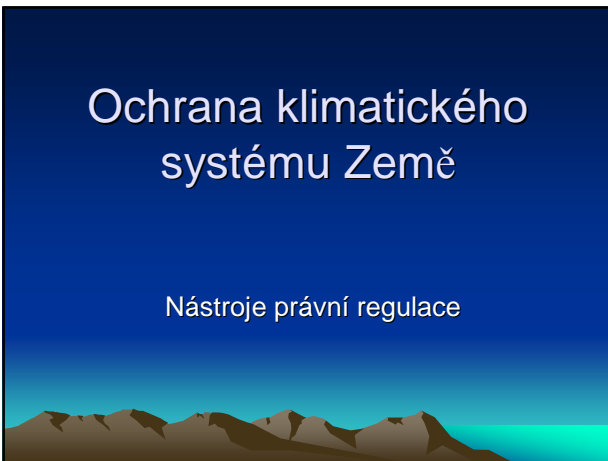 Ochrana klimatického
systému Země
Nástroje právní regulace